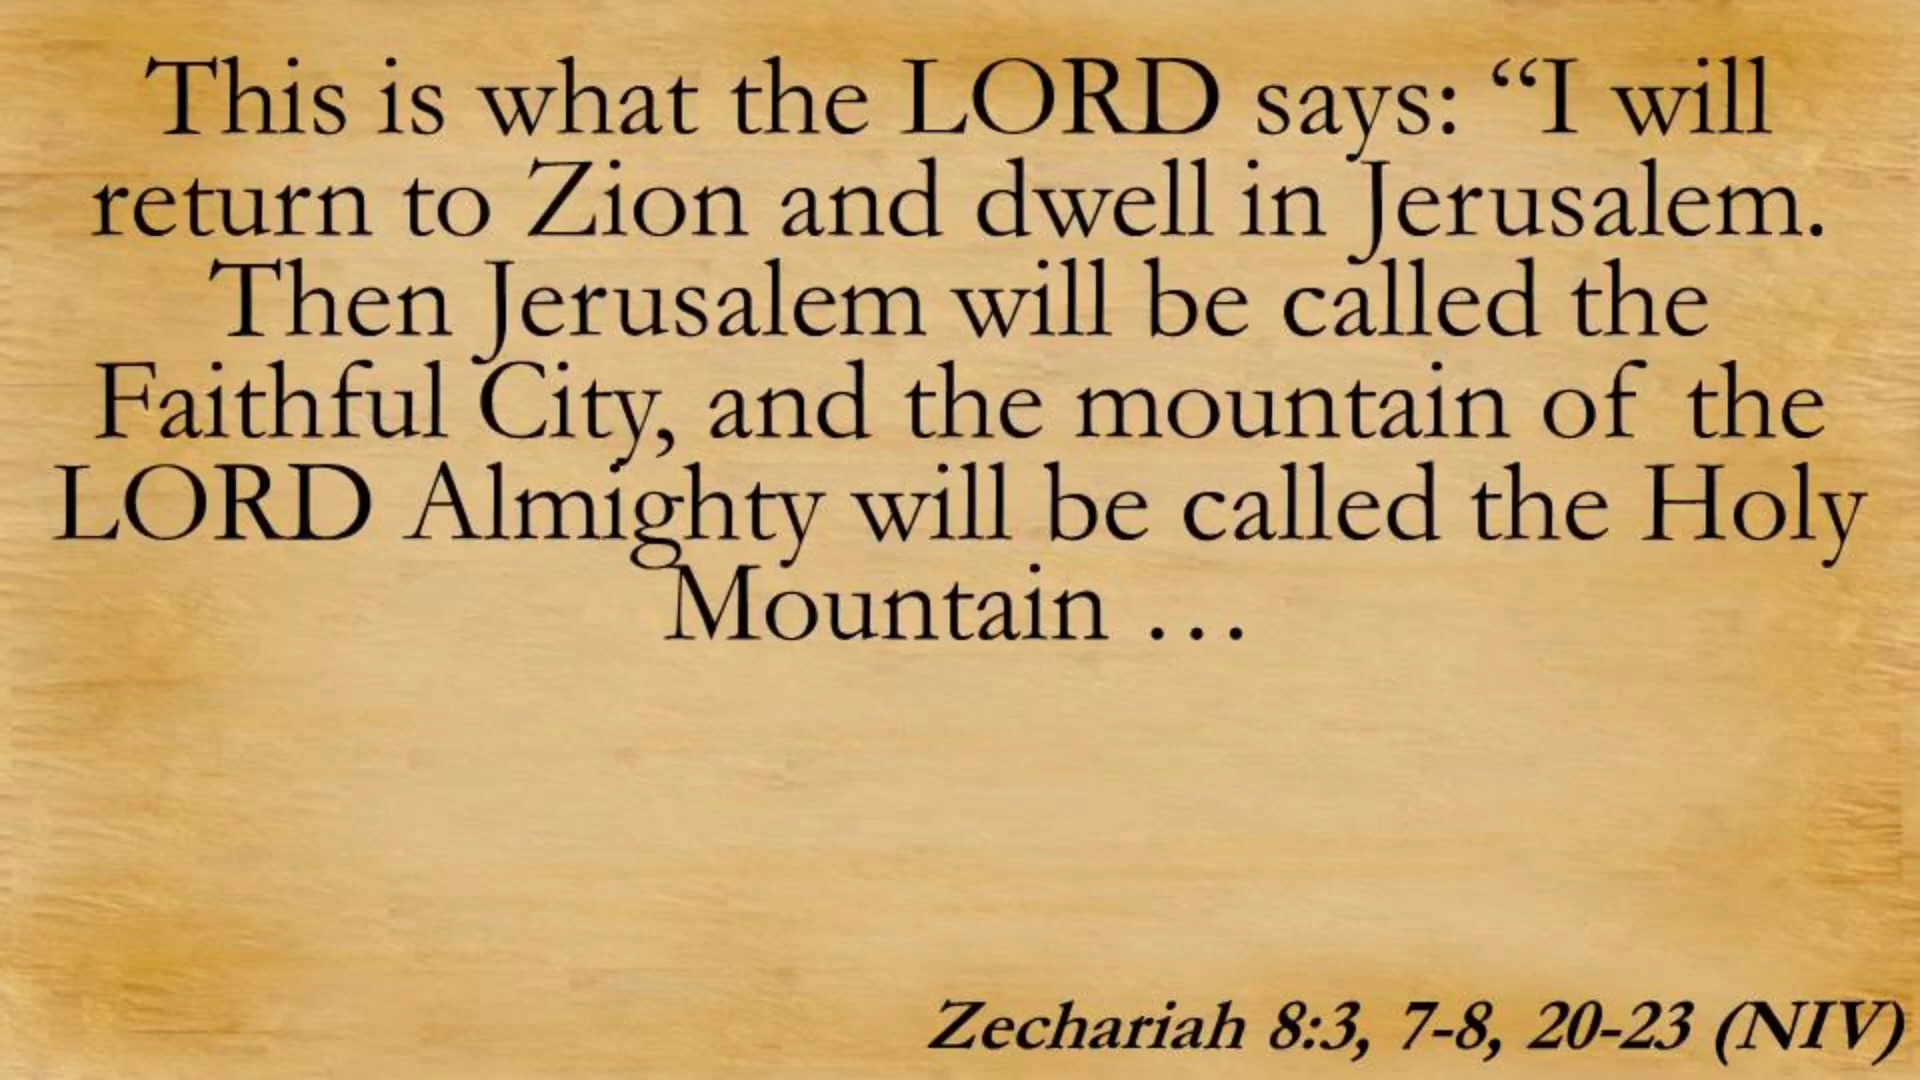 This is what the LORD says: “I will
return to Zion and dwell in Jerusalem.
Then Jerusalem will be called the
Faithful City, and the mountain of the
LORD Almighty will be called the Holy
Mountain …
Zechariah 8:3, 7-8, 20-23 (NIV)